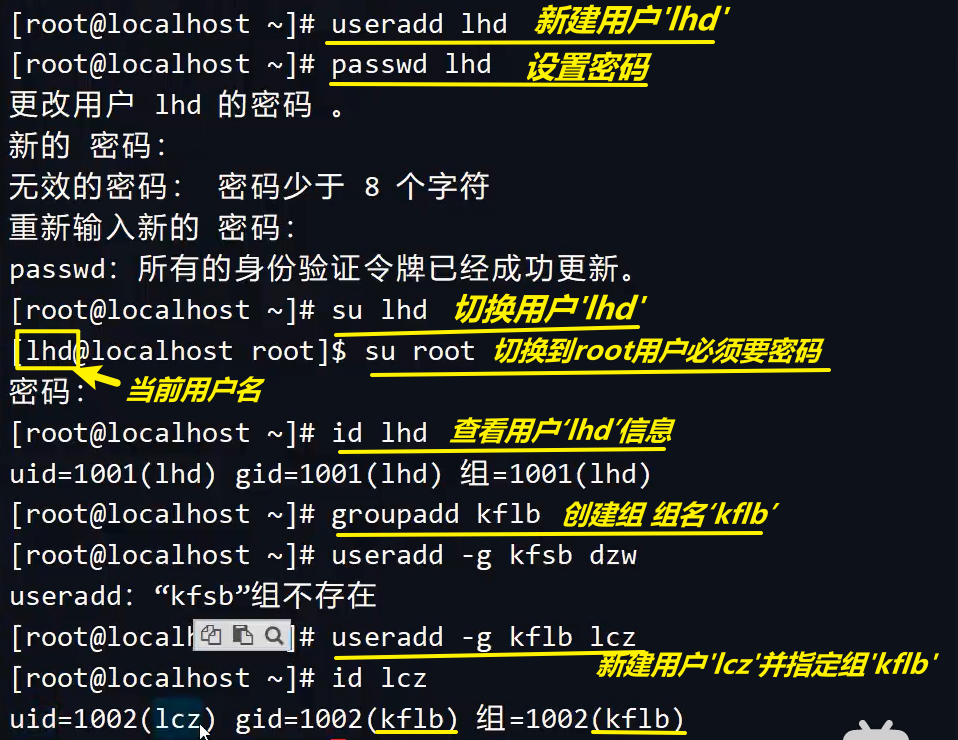 [root@localhost ~]# useradd lhd 新建用户'lhd'
[root@localhost ~]# passwd lhd 设置密码
更改用户 lhd 的密码 。
新的 密码：
无效的密码： 密码少于 8 个字符
重新输入新的 密码：
passwd：所有的身份验证令牌已经成功更新。
[root@localhost ~]# su lhd 切换用户'lhd'
[lhd@localhost root]$ su root 切换到root用户必须要密码
密码： 当前用户名
[root@localhost ~]# id lhd 查看用户‘lhd’信息
uid=1001(lhd) gid=1001(lhd) 组=1001(lhd)
[root@localhost ~]# groupadd kflb 创建组 组名‘kflb’
[root@localhost ~]# useradd -g kfsb dzw
useradd：“kfsb”组不存在
[root@local ]# useradd -g kflb lcz
新建用户'lcz'并指定组'kflb'
[root@localhost ~]# id lcz
uid=1002(lcz) gid=1002(kflb) 组=1002(kflb)